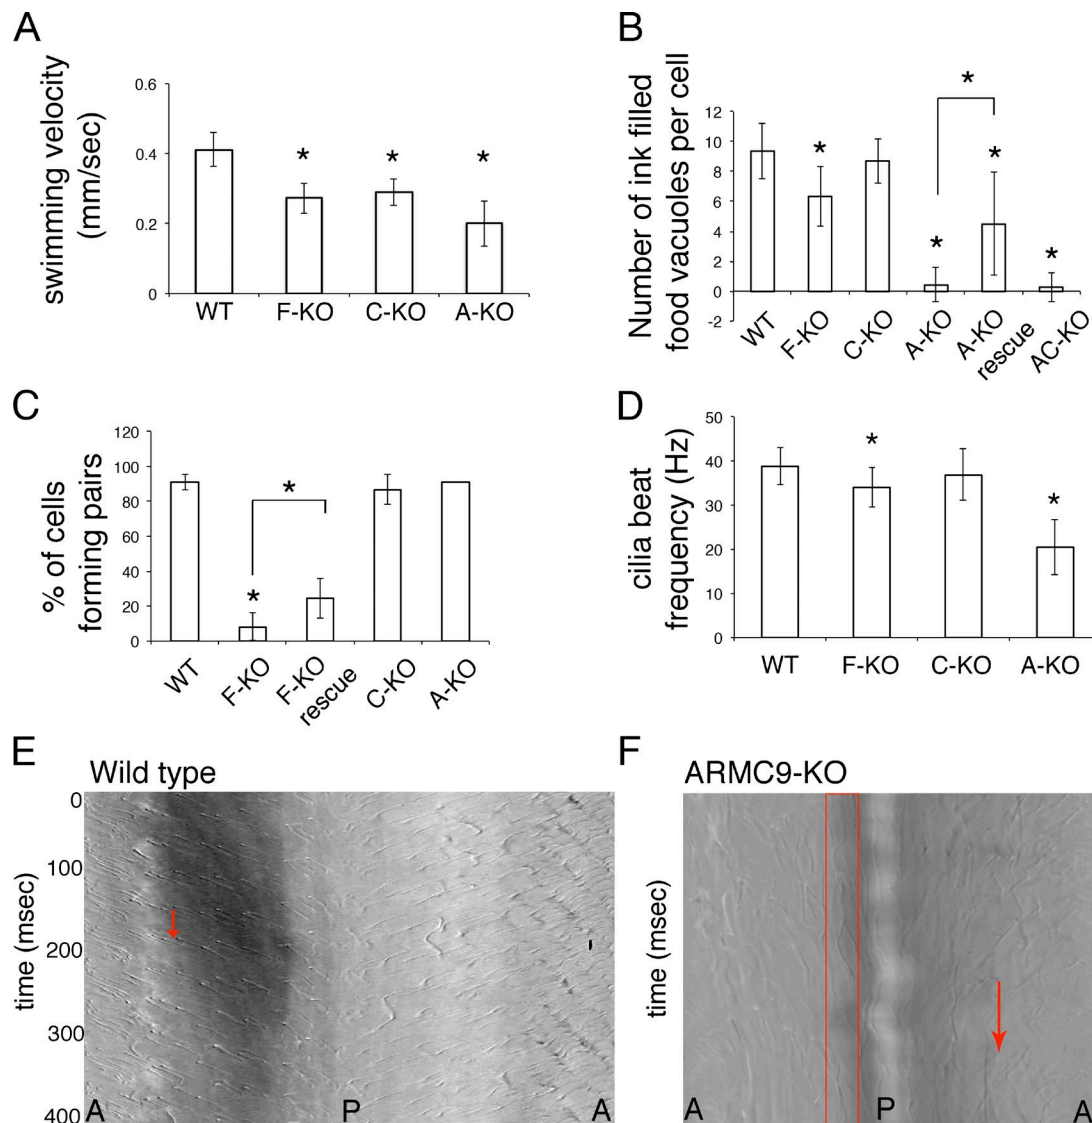 A
swimming velocity
(mm/sec)
0.6
0.4
0.2
0
*
*
*
WT
F-KO
C-KO
A-KO
B
Number of ink filled
food vacuoles per cell
12
10
8
6
4
2
0
-2
*
*
*
*
*
WT
F-KO
C-KO
A-KO
A-KO
rescue
AC-KO
C
% of cells
forming pairs
120
100
80
60
40
20
0
*
*
WT
F-KO
F-KO
rescue
C-KO
A-KO
D
cilia beat
frequency (Hz)
50
40
30
20
10
0
*
*
WT
F-KO
C-KO
A-KO
E
Wild type
time (msec)
0
100
200
300
400
A
P
A
F
ARMC9-KO
time (msec)
A
P
A